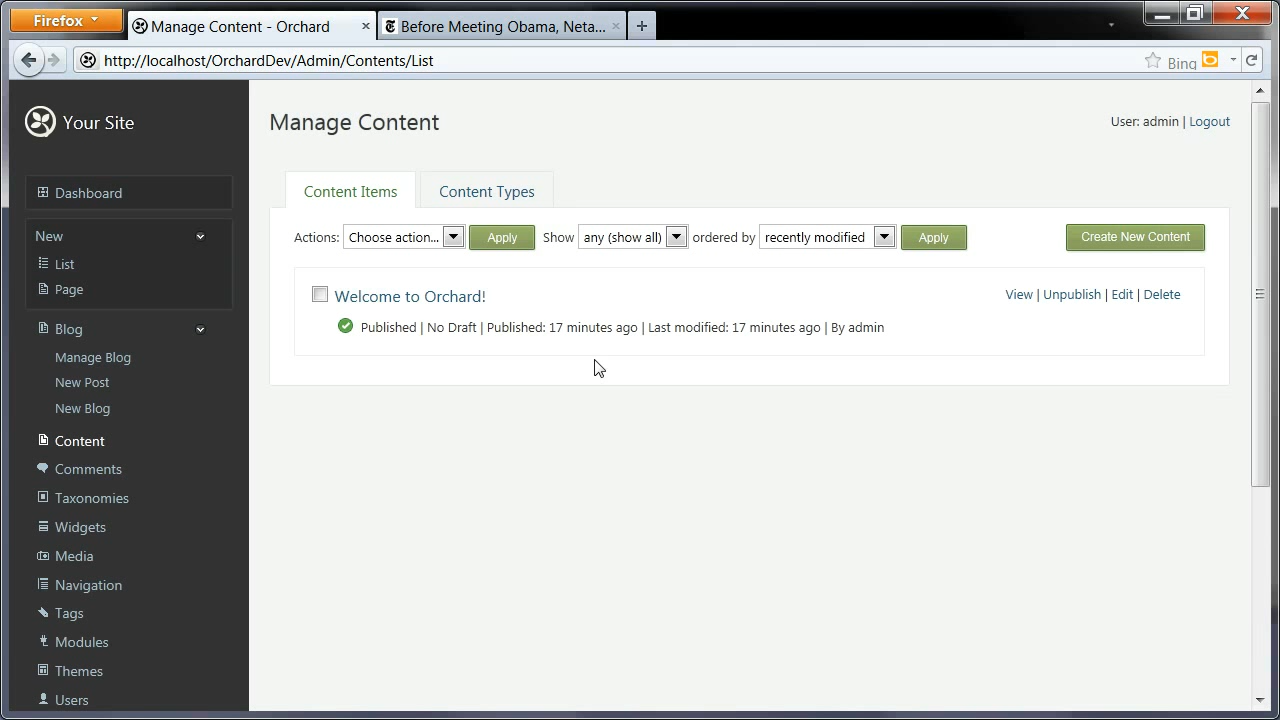 Firefox
Manage Content - Orchard
Before Meeting Obama, Neta...
http://localhost/OrchardDev/Admin/Contents/List
Bing
Your Site
Manage Content
User: admin | Logout
Dashboard
New
List
Page
Blog
Manage Blog
New Post
New Blog
Content
Comments
Taxonomies
Widgets
Media
Navigation
Tags
Modules
Themes
Users
Content Items
Content Types
Actions: Choose action... Apply Show any (show all) ordered by recently modified Apply Create New Content
Welcome to Orchard!
View | Unpublish | Edit | Delete
Published | No Draft | Published: 17 minutes ago | Last modified: 17 minutes ago | By admin